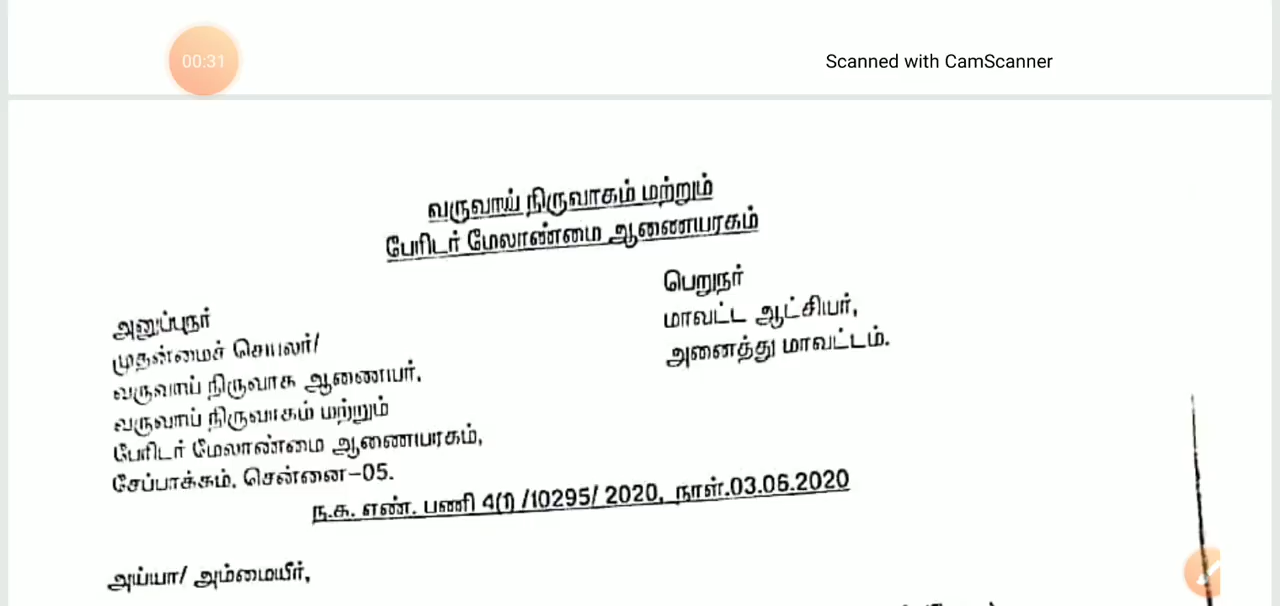 00:31
Scanned with CamScanner
வருவாய் நிருவாகம் மற்றும்
பேரிடர் மேலாண்மை ஆணையரகம்
அனுப்புநர்
முதன்மைச் செயலர்/
வருவாய் நிருவாக ஆணையர்,
வருவாய் நிருவாகம் மற்றும்
பேரிடர் மேலாண்மை ஆணையரகம்,
சேப்பாக்கம், சென்னை-05.
பெறுநர்
மாவட்ட ஆட்சியர்,
அனைத்து மாவட்டம்.
ந.க. எண். பணி 4(1) /10295/ 2020, நாள்.03.06.2020
அய்யா/ அம்மையீர்,